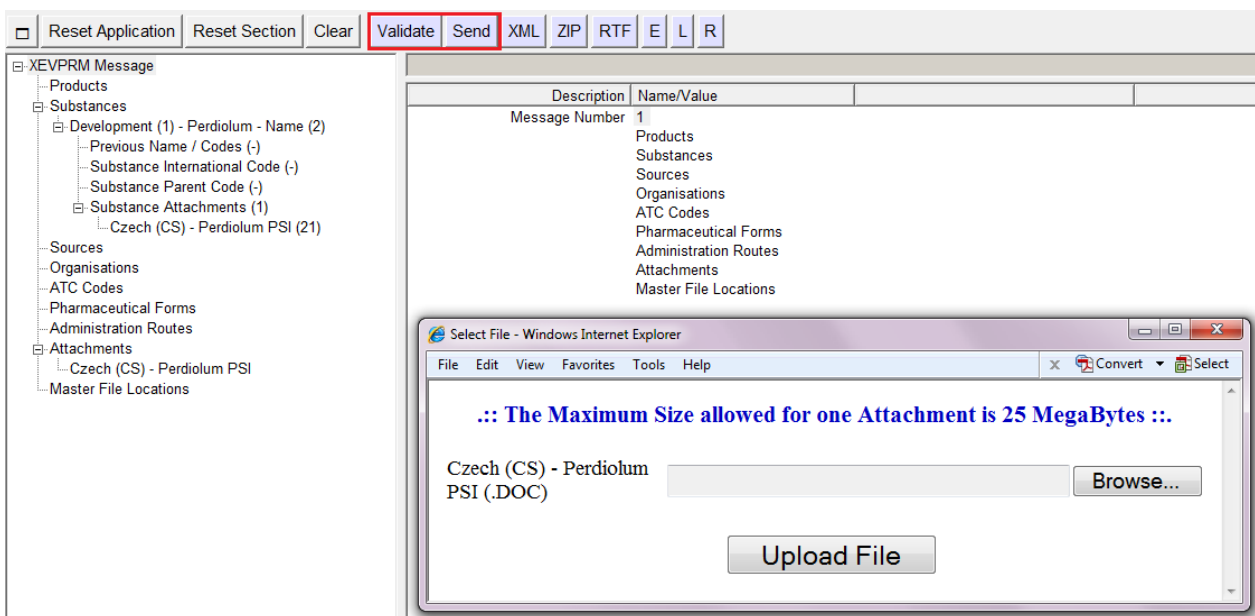 Reset Application Reset Section Clear Validate Send XML ZIP RTF E L R
XEVPRM Message
Products
Substances
Development (1) - Perdiolum - Name (2)
Previous Name / Codes (-)
Substance International Code (-)
Substance Parent Code (-)
Substance Attachments (1)
Czech (CS) - Perdiolum PSI (21)
Sources
Organisations
ATC Codes
Pharmaceutical Forms
Administration Routes
Attachments
Czech (CS) - Perdiolum PSI
Master File Locations
Description Name/Value
Message Number 1
Products
Substances
Sources
Organisations
ATC Codes
Pharmaceutical Forms
Administration Routes
Attachments
Master File Locations
Select File - Windows Internet Explorer
File Edit View Favorites Tools Help x Convert Select
.:: The Maximum Size allowed for one Attachment is 25 MegaBytes ::.
Czech (CS) - Perdiolum
PSI (.DOC)
Browse...
Upload File